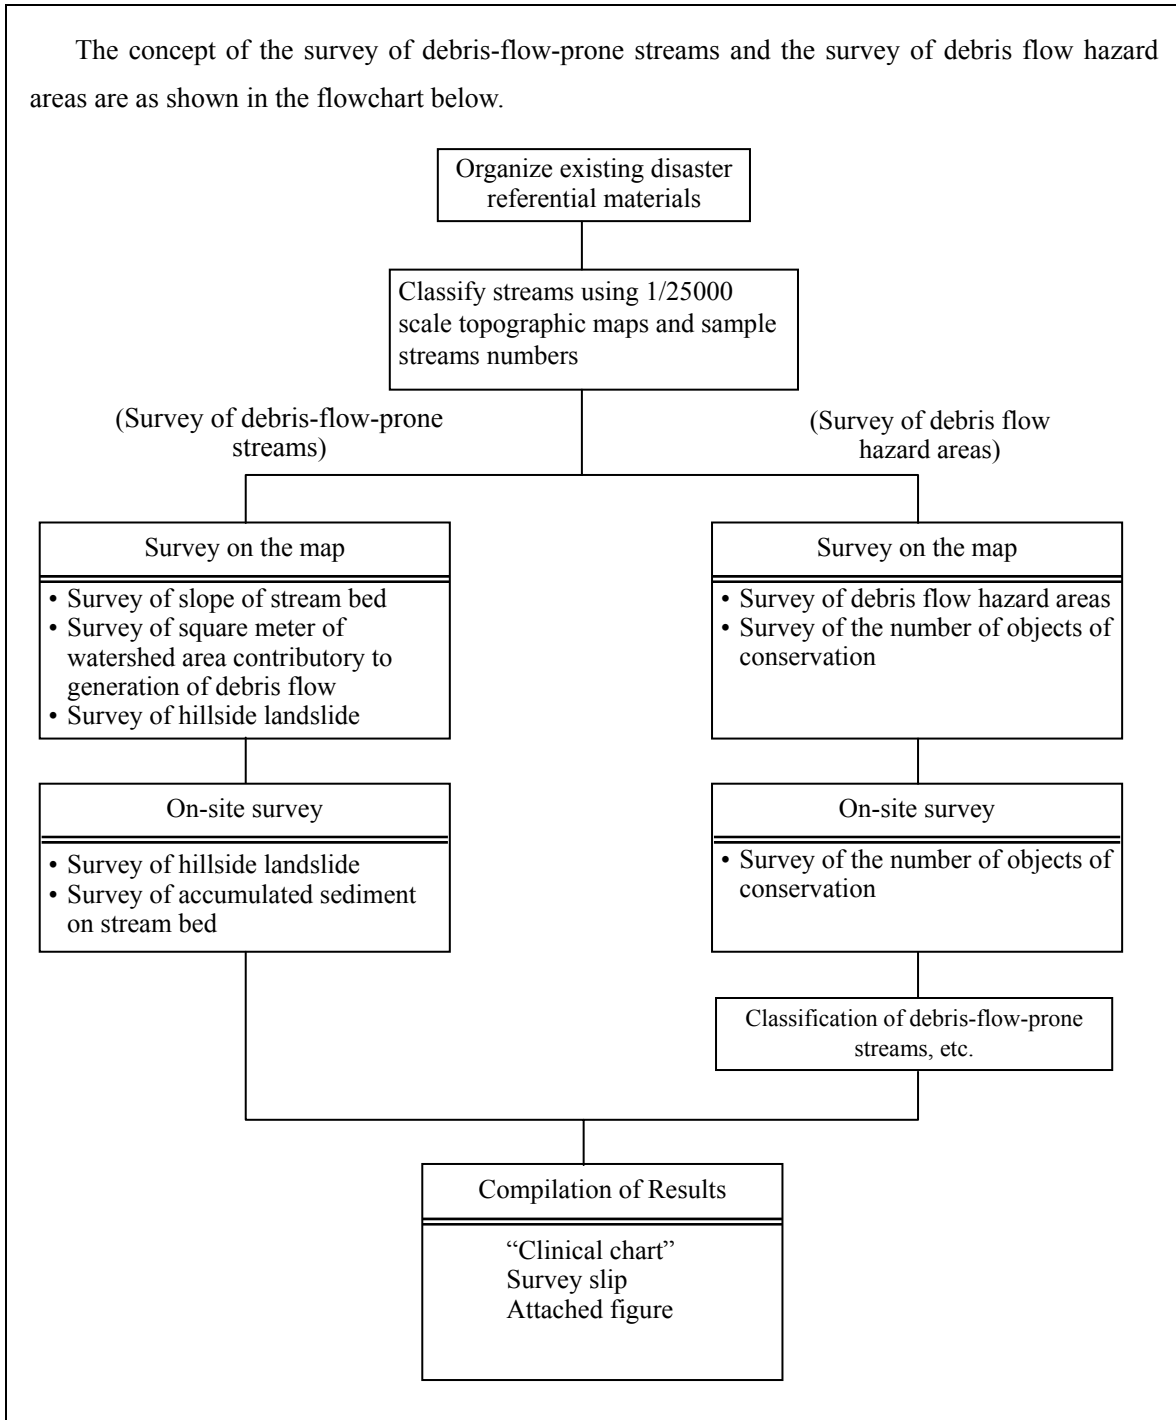 The concept of the survey of debris-flow-prone streams and the survey of debris flow hazard
areas are as shown in the flowchart below.
Organize existing disaster
referential materials
Classify streams using 1/25000
scale topographic maps and sample
streams numbers
(Survey of debris-flow-prone
streams)
(Survey of debris flow
hazard areas)
Survey on the map
• Survey of slope of stream bed
• Survey of square meter of
watershed area contributory to
generation of debris flow
• Survey of hillside landslide
Survey on the map
• Survey of debris flow hazard areas
• Survey of the number of objects of
conservation
On-site survey
• Survey of hillside landslide
• Survey of accumulated sediment
on stream bed
On-site survey
• Survey of the number of objects of
conservation
Classification of debris-flow-prone
streams, etc.
Compilation of Results
“Clinical chart”
Survey slip
Attached figure